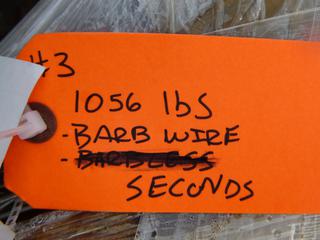 #3
1056 lbs
- BARB WIRE
- BARBLESS
SECONDS